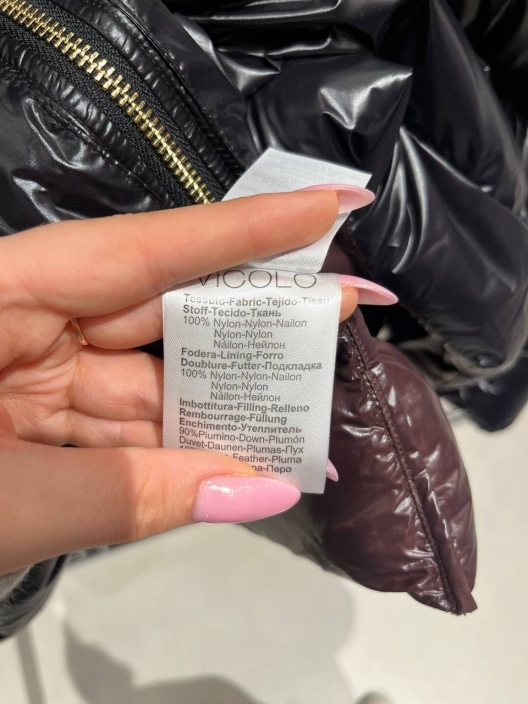 VICOLO
Tessuto-Fabric-Tejido-Tissu
Stoff-Tecido-Ткань
100% Nylon-Nylon-Nailon
Nylon-Nylon
Náilon-Нейлон
Fodera-Lining-Forro
Doublure-Futter-Подкладка
100% Nylon-Nylon-Nailon
Nylon-Nylon
Náilon-Нейлон
Imbottitura-Filling-Relleno
Rembourrage-Füllung
Enchimento-Утеплитель
90%Piumino-Down-Plumón
Duvet-Daunen-Plumas-Пух
Feather-Pluma
Перо